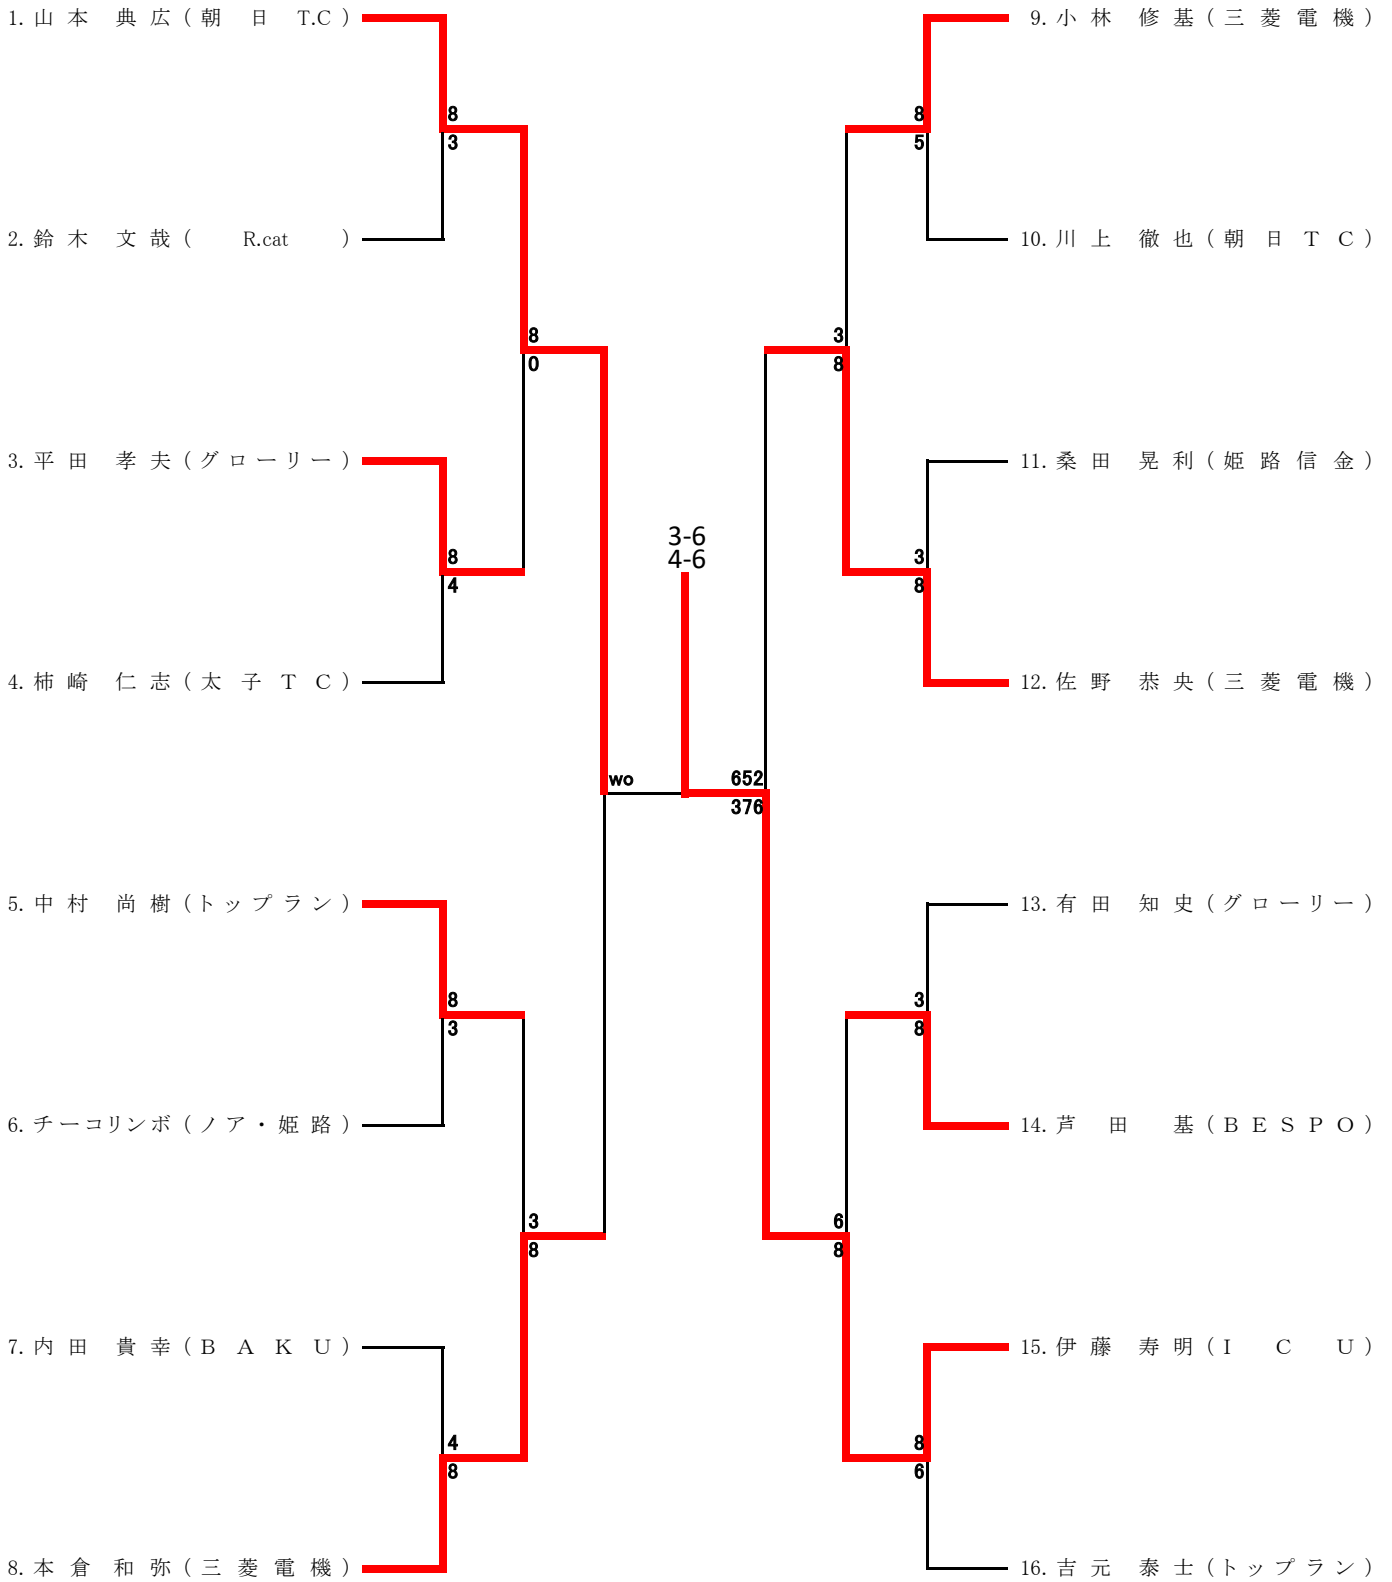 1. 山本 典広(朝 日 T.C)
8
3
2. 鈴木 文哉( R.cat )
8
0
3. 平田 孝夫(グローリー)
8
4
4. 柿崎 仁志(太子TC)
wo
5. 中村 尚樹(トップラン)
8
3
6. チーコリンボ(ノア・姫路)
3
8
7. 内田 貴幸(BAKU)
4
8
8. 本倉和弥(三菱電機)
3-6
4-6
9. 小林 修基(三菱電機)
8
5
10. 川上 徹也(朝日TC)
3
8
11. 桑田 晃利(姫路信金)
3
8
12. 佐野 恭央(三菱電機)
652
376
13. 有田 知史(グローリー)
3
8
14. 芦田 基(BESPO)
6
8
15. 伊藤 寿明(I C U)
8
6
16. 吉元 泰士(トップラン)